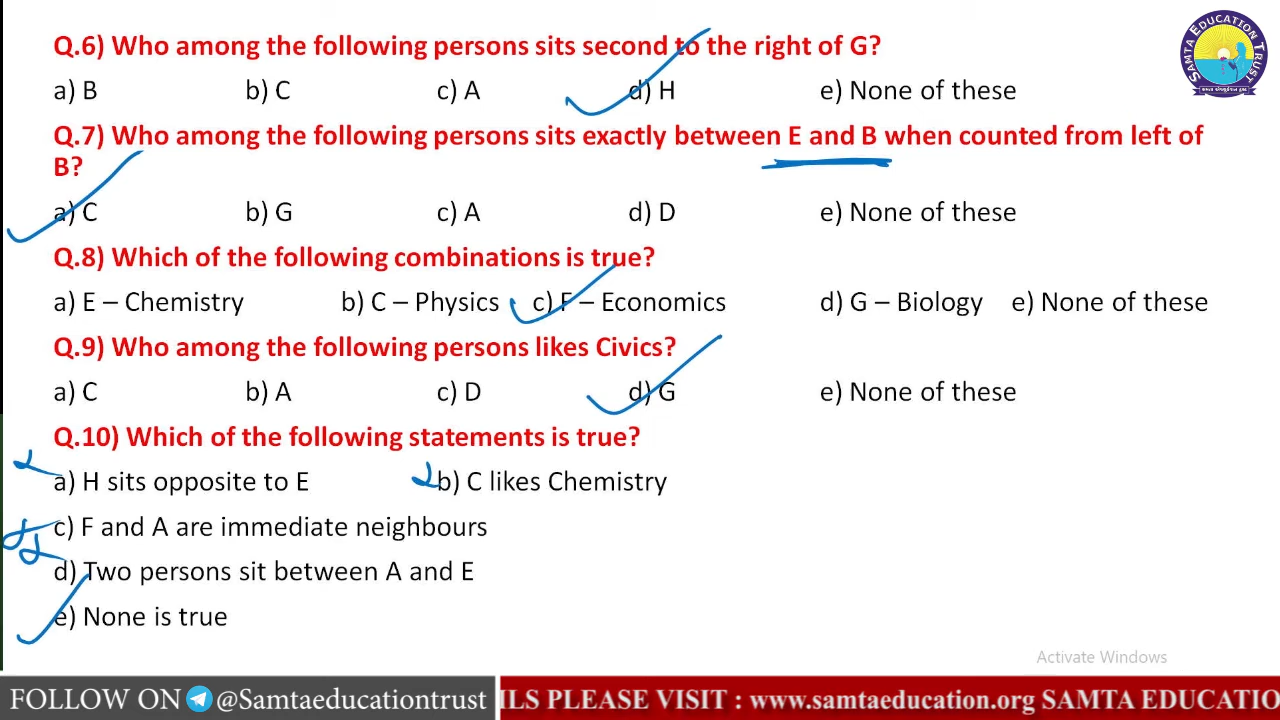 Q.6) Who among the following persons sits second to the right of G?
a) B b) C c) A d) H e) None of these
Q.7) Who among the following persons sits exactly between E and B when counted from left of
B?
a) C b) G c) A d) D e) None of these
Q.8) Which of the following combinations is true?
a) E – Chemistry b) C – Physics c) F – Economics d) G – Biology e) None of these
Q.9) Who among the following persons likes Civics?
a) C b) A c) D d) G e) None of these
Q.10) Which of the following statements is true?
a) H sits opposite to E b) C likes Chemistry
c) F and A are immediate neighbours
d) Two persons sit between A and E
e) None is true
SAMTA EDUCATION TRUST
Activate Windows
FOLLOW ON @Samtaeducationtrust ILS PLEASE VISIT : www.samtaeducation.org SAMTA EDUCATIO